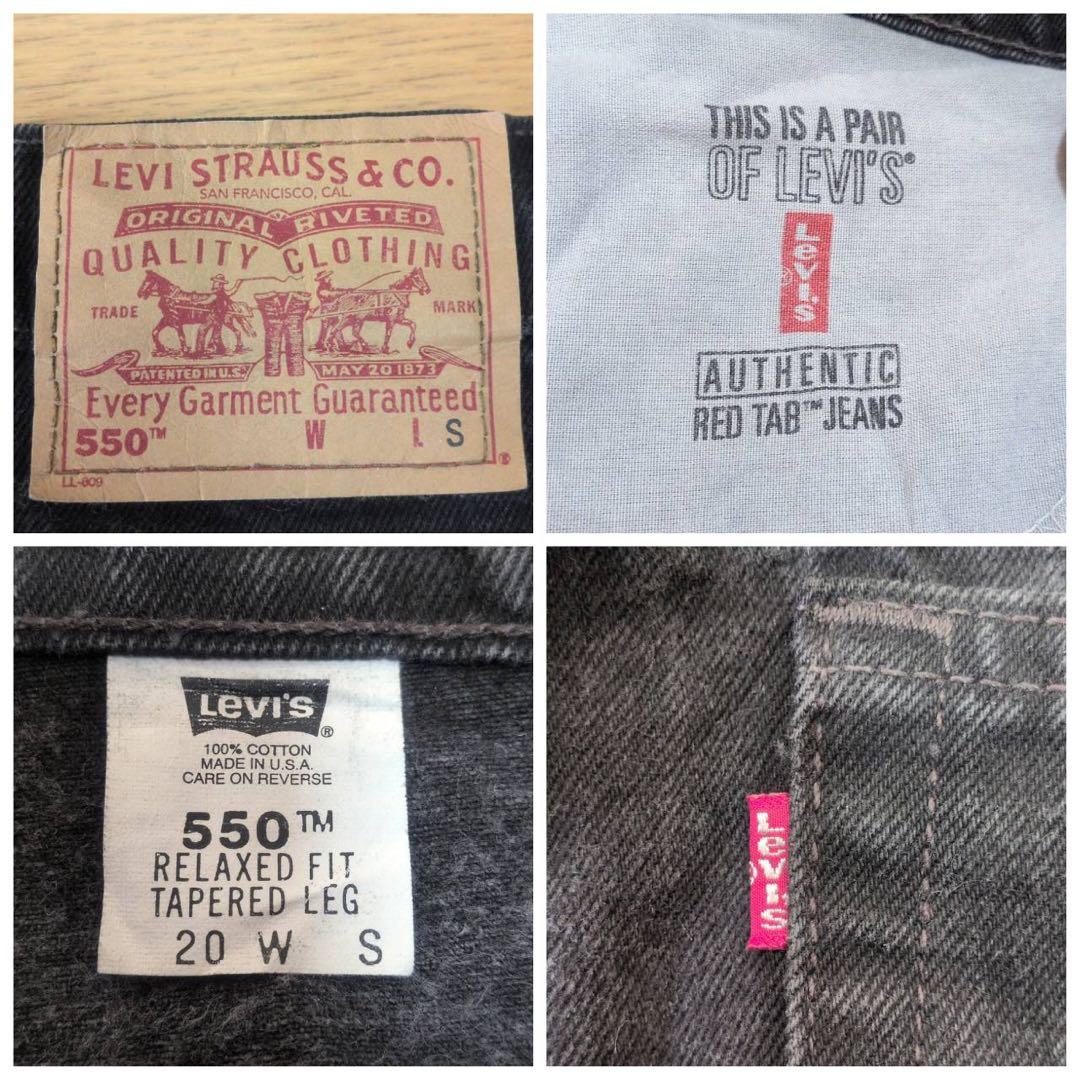 LEVI STRAUSS & CO.
SAN FRANCISCO, CAL.
ORIGINAL RIVETED
QUALITY CLOTHING
TRADE MARK
PATENTED IN U.S. MAY 20 1873
Every Garment Guaranteed
550™ W L S
LL-609 ®
THIS IS A PAIR
OF LEVI'S®
Levi's®
AUTHENTIC
RED TAB™ JEANS
Levi's®
100% COTTON
MADE IN U.S.A.
CARE ON REVERSE
550™
RELAXED FIT
TAPERED LEG
20 W S
Levi's®